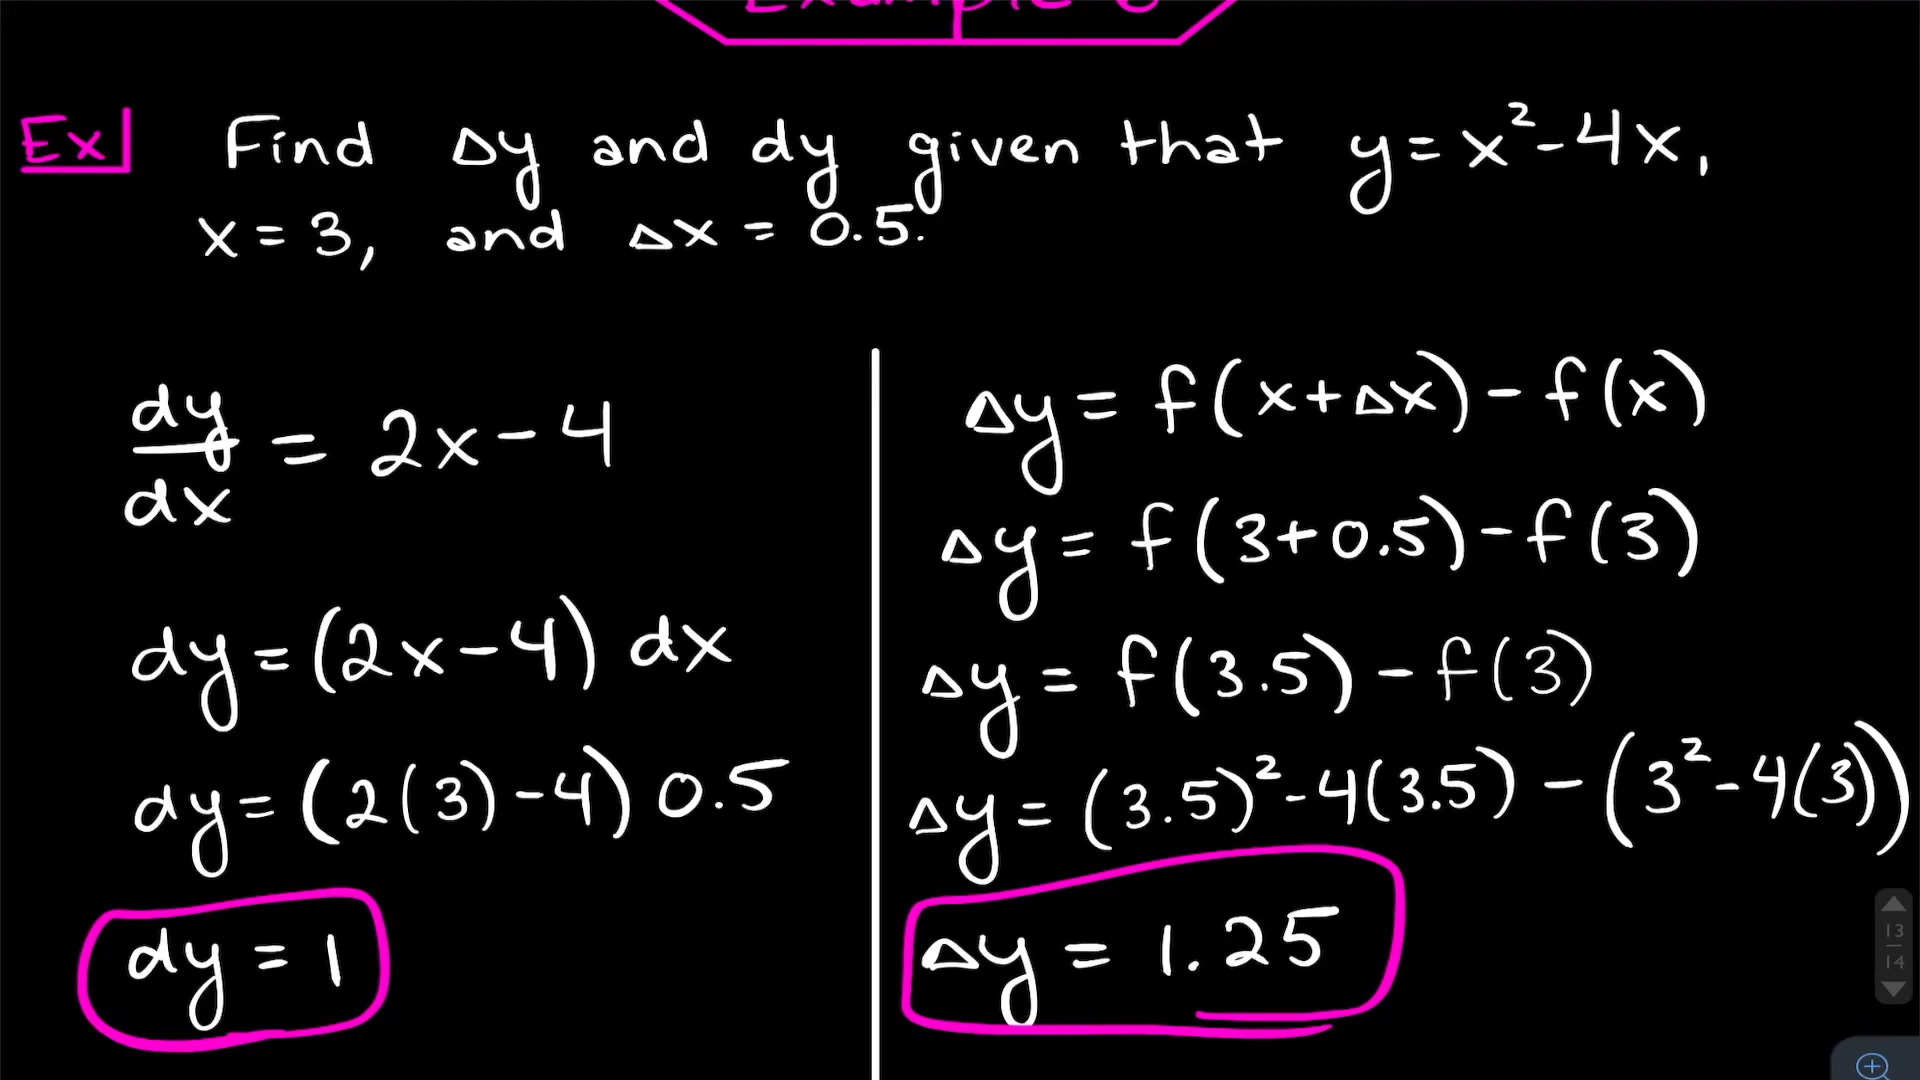 Ex Find Δy and dy given that y = x² - 4x,
x = 3, and Δx = 0.5.
dy/dx = 2x - 4
dy = (2x - 4) dx
dy = (2(3) - 4) 0.5
dy = 1
Δy = f(x + Δx) - f(x)
Δy = f(3 + 0.5) - f(3)
Δy = f(3.5) - f(3)
Δy = (3.5)² - 4(3.5) - (3² - 4(3))
Δy = 1.25
13
14